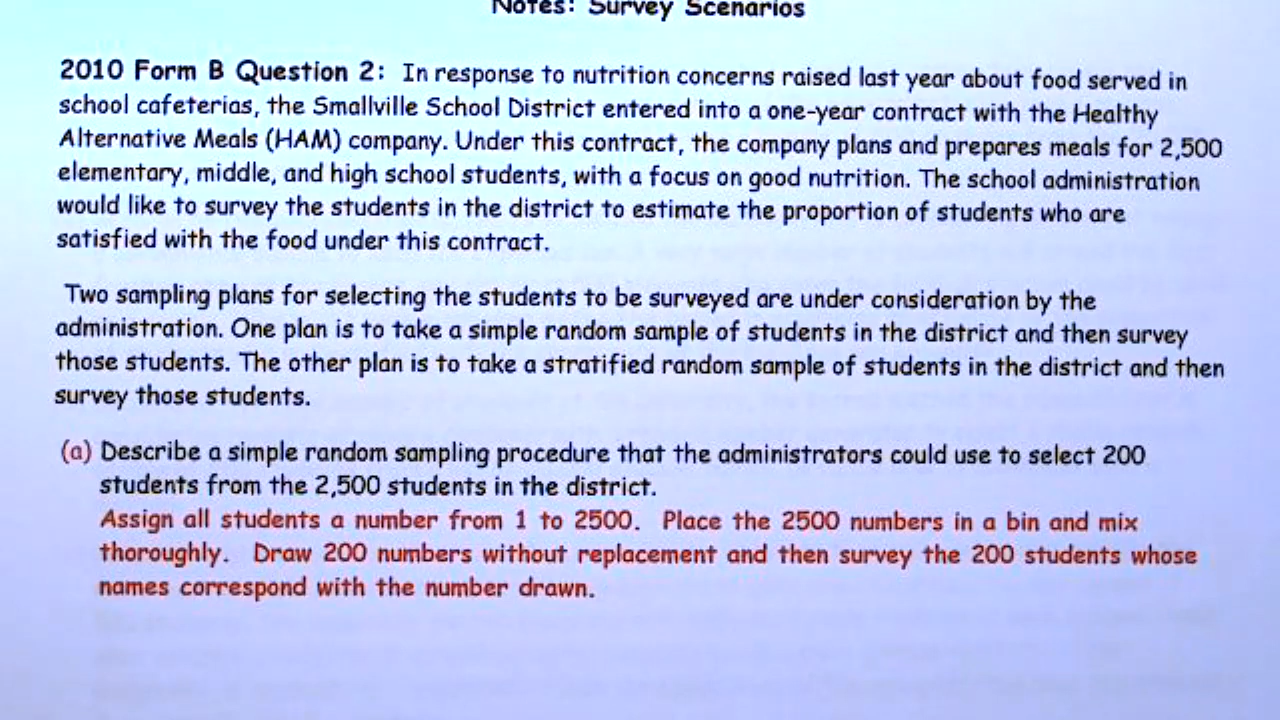 Notes: Survey Scenarios
2010 Form B Question 2: In response to nutrition concerns raised last year about food served in
school cafeterias, the Smallville School District entered into a one-year contract with the Healthy
Alternative Meals (HAM) company. Under this contract, the company plans and prepares meals for 2,500
elementary, middle, and high school students, with a focus on good nutrition. The school administration
would like to survey the students in the district to estimate the proportion of students who are
satisfied with the food under this contract.
Two sampling plans for selecting the students to be surveyed are under consideration by the
administration. One plan is to take a simple random sample of students in the district and then survey
those students. The other plan is to take a stratified random sample of students in the district and then
survey those students.
(a) Describe a simple random sampling procedure that the administrators could use to select 200
students from the 2,500 students in the district.
Assign all students a number from 1 to 2500. Place the 2500 numbers in a bin and mix
thoroughly. Draw 200 numbers without replacement and then survey the 200 students whose
names correspond with the number drawn.